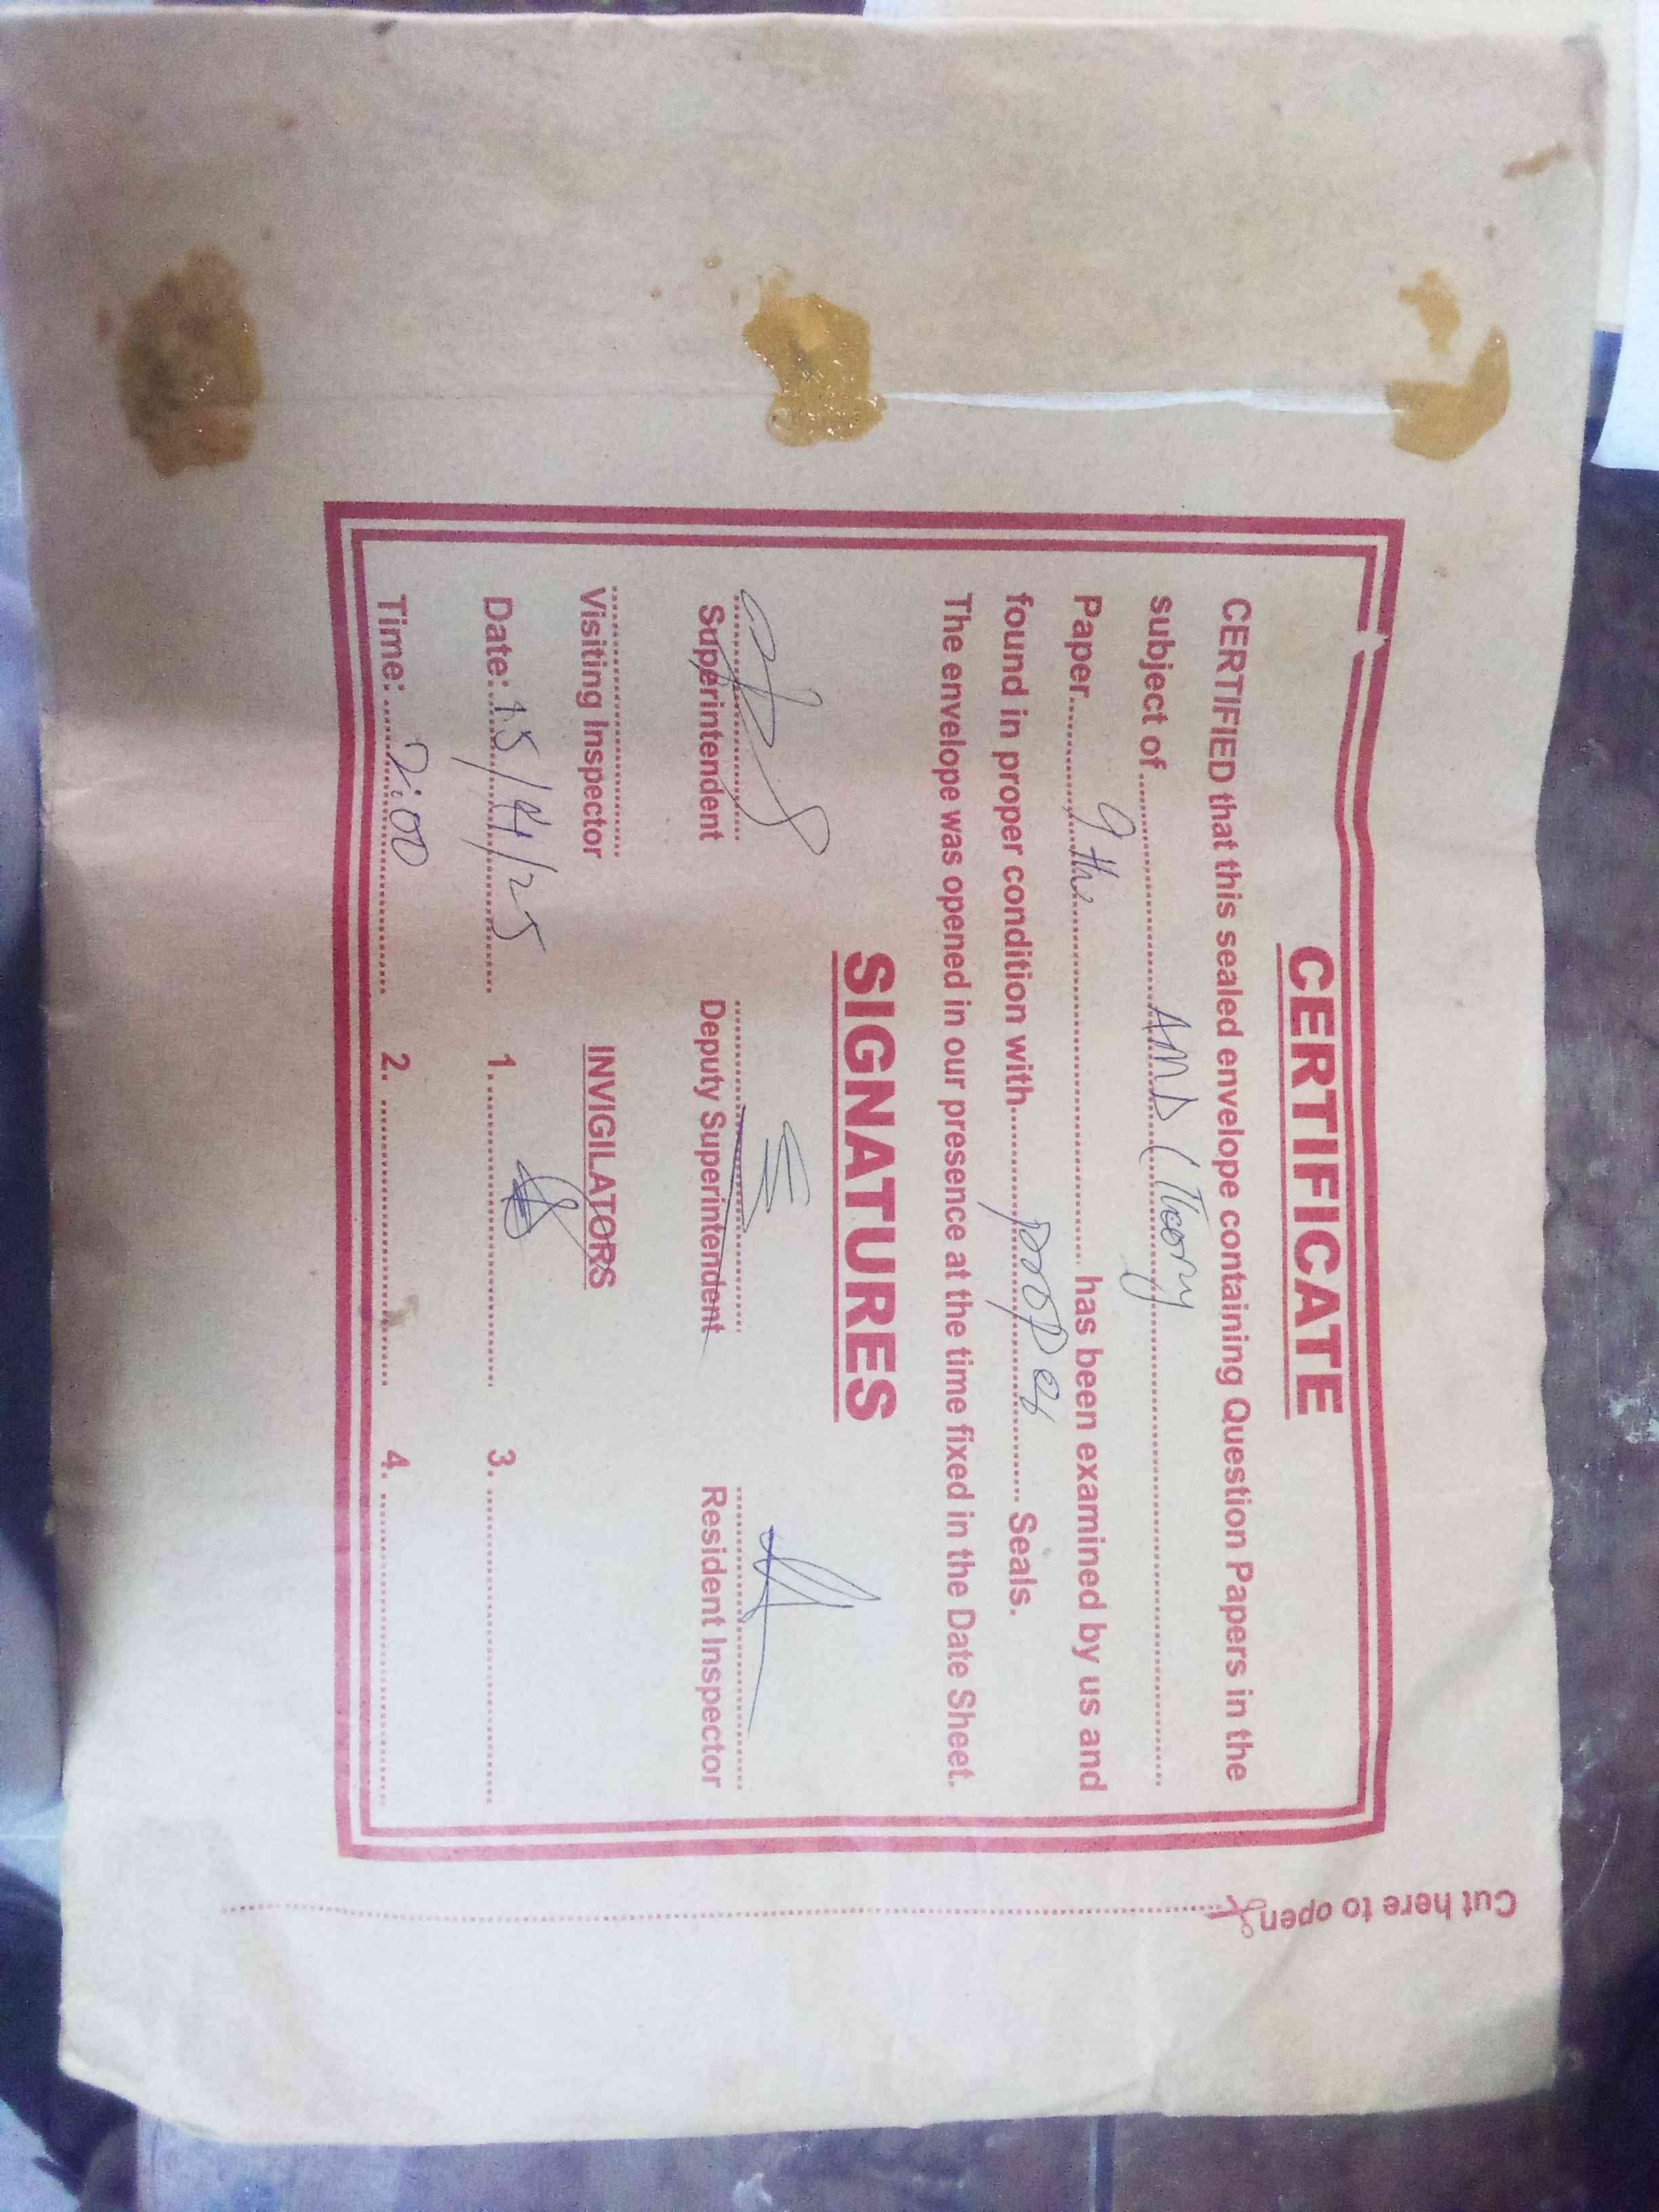 CERTIFICATE
CERTIFIED that this sealed envelope containing Question Papers in the
subject of AMD (Theory
Paper 9th has been examined by us and
found in proper condition with proper Seals.
The envelope was opened in our presence at the time fixed in the Date Sheet.
SIGNATURES
Superintendent Deputy Superintendent Resident Inspector
Visiting Inspector INVIGILATORS
Date: 15/04/25 1. 3.
Time: 2:00 2. 4.
Cut here to open